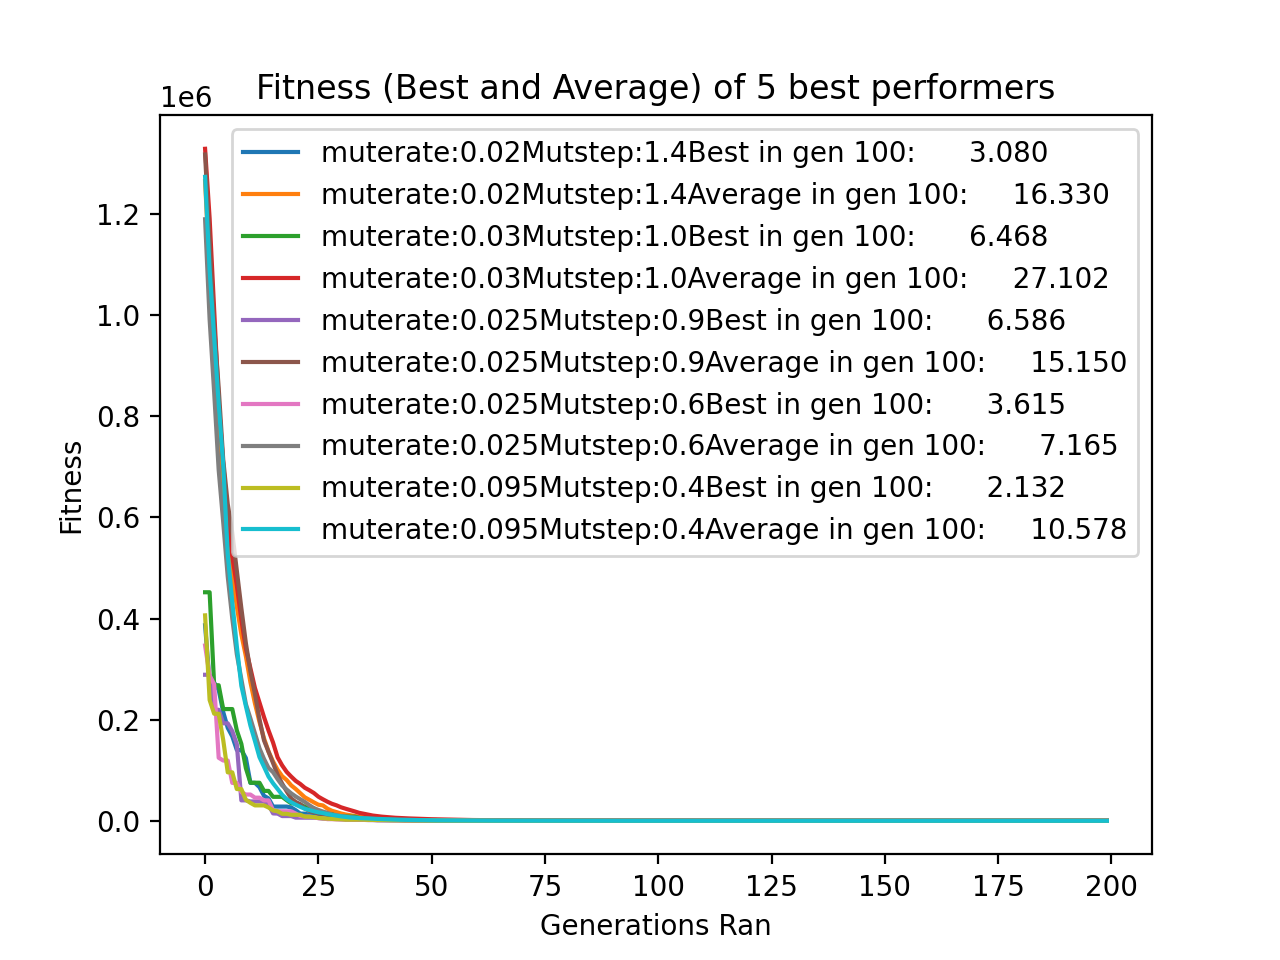 Fitness (Best and Average) of 5 best performers
1e6
muterate:0.02Mutstep:1.4Best in gen 100: 3.080
muterate:0.02Mutstep:1.4Average in gen 100: 16.330
muterate:0.03Mutstep:1.0Best in gen 100: 6.468
muterate:0.03Mutstep:1.0Average in gen 100: 27.102
muterate:0.025Mutstep:0.9Best in gen 100: 6.586
muterate:0.025Mutstep:0.9Average in gen 100: 15.150
muterate:0.025Mutstep:0.6Best in gen 100: 3.615
muterate:0.025Mutstep:0.6Average in gen 100: 7.165
muterate:0.095Mutstep:0.4Best in gen 100: 2.132
muterate:0.095Mutstep:0.4Average in gen 100: 10.578
1.2
1.0
0.8
0.6
0.4
0.2
0.0
Fitness
0 25 50 75 100 125 150 175 200
Generations Ran